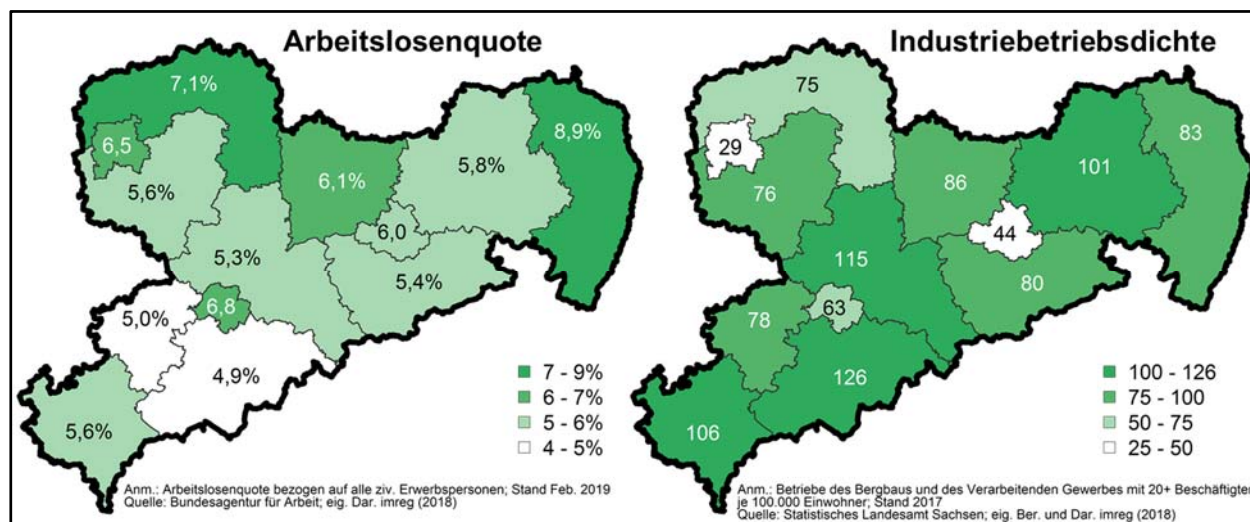 Arbeitslosenquote
7,1%
8,9%
6,5
5,8%
6,1%
5,6%
6,0
5,3%
5,4%
6,8
5,0%
4,9%
5,6%
7 - 9%
6 - 7%
5 - 6%
4 - 5%
Anm.: Arbeitslosenquote bezogen auf alle ziv. Erwerbspersonen; Stand Feb. 2019
Quelle: Bundesagentur für Arbeit; eig. Dar. imreg (2018)
Industriebetriebsdichte
75
83
29
101
86
76
44
115
80
63
78
126
106
100 - 126
75 - 100
50 - 75
25 - 50
Anm.: Betriebe des Bergbaus und des Verarbeitenden Gewerbes mit 20+ Beschäftigten
je 100.000 Einwohner; Stand 2017
Quelle: Statistisches Landesamt Sachsen; eig. Ber. und Dar. imreg (2018)